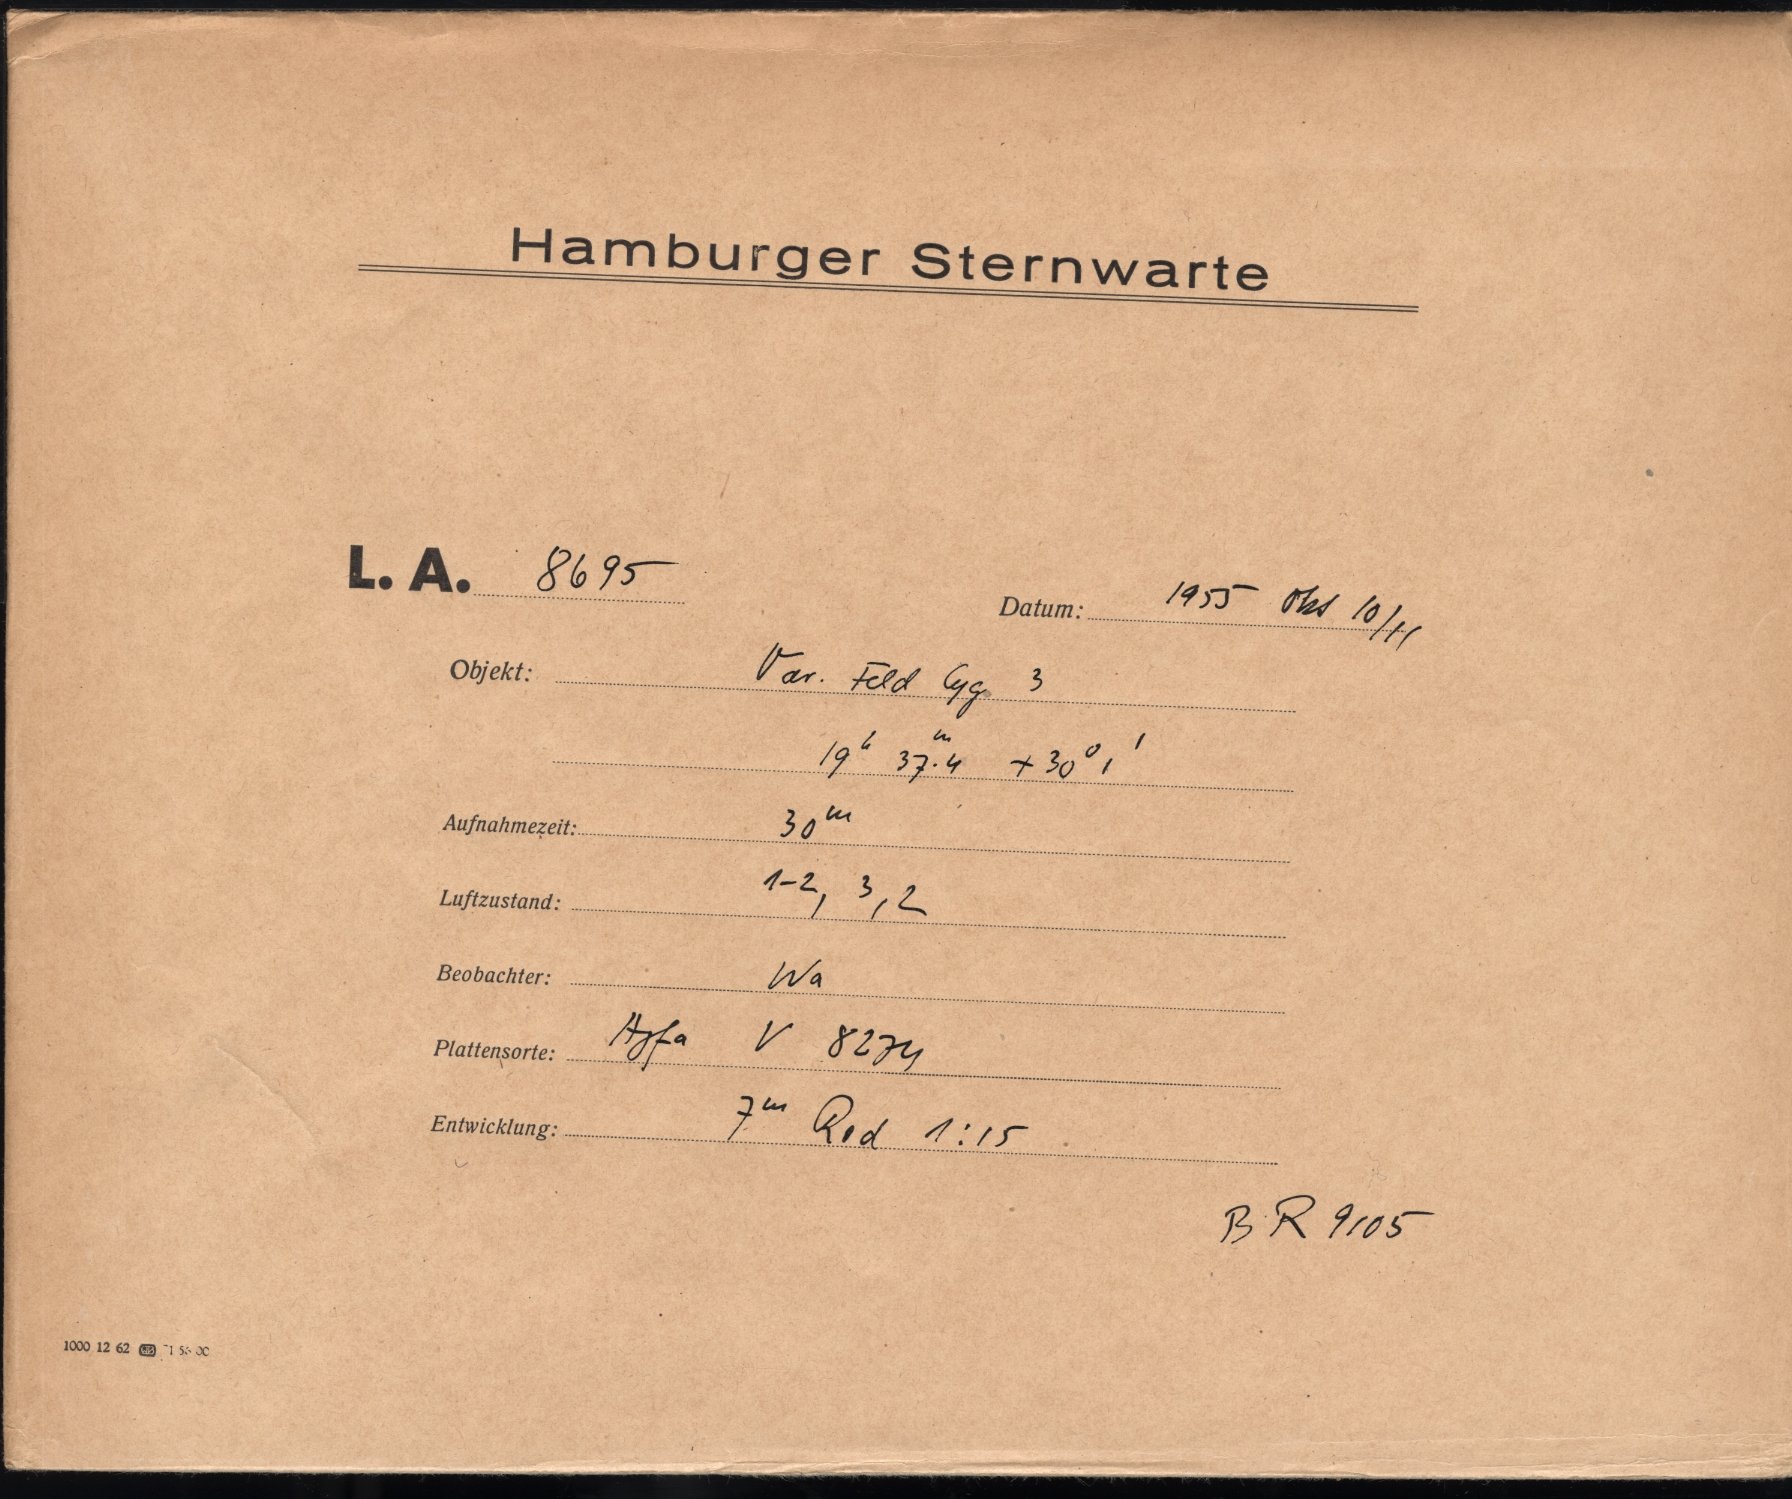 Hamburger Sternwarte
L. A. 8695
Datum: 1955 Okt 10/11
Objekt: Var. Feld Cyg 3
19h 37.m4 +30° 1'
Aufnahmezeit: 30m
Luftzustand: 1-2, 3, 2
Beobachter: Wa
Plattensorte: Agfa V 8274
Entwicklung: 7m Rod 1:15
BR 9105
1000 12 62